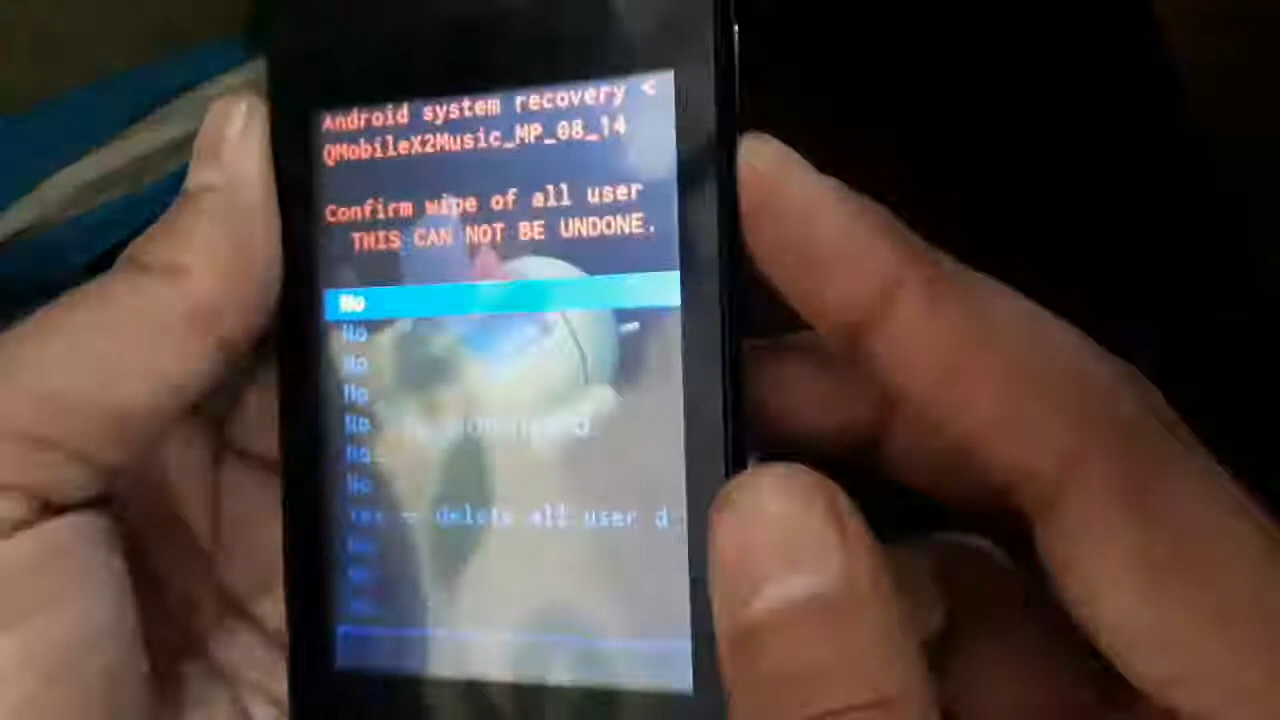 Android system recovery <
QMobileX2Music_MP_08_14
Confirm wipe of all user
THIS CAN NOT BE UNDONE.
No
No
No
No
No
No
No
Yes -- delete all user d
No
No
No